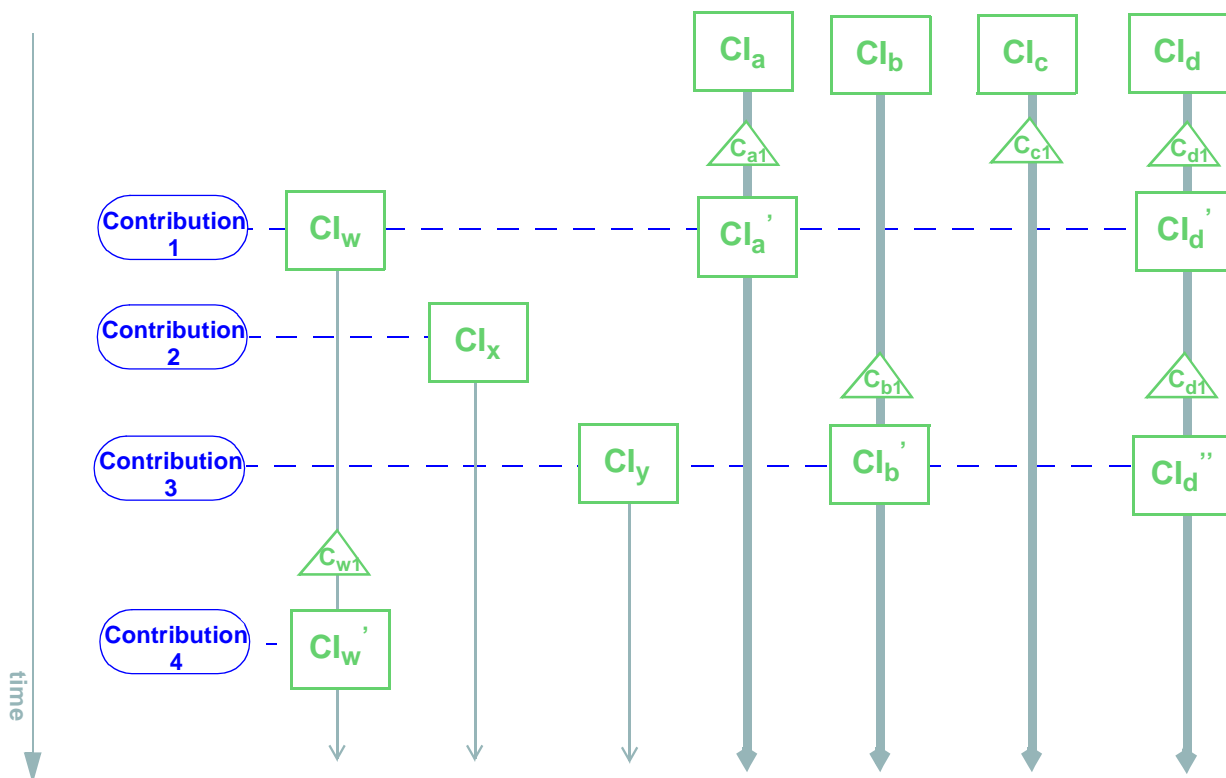 CIa CIb CIc CId
Ca1 Cc1 Cd1
Contribution
1
CIw CIa' CId'
Contribution
2
CIx
Cb1 Cd1
Contribution
3
CIy CIb' CId''
Cw1
Contribution
4
CIw'
time